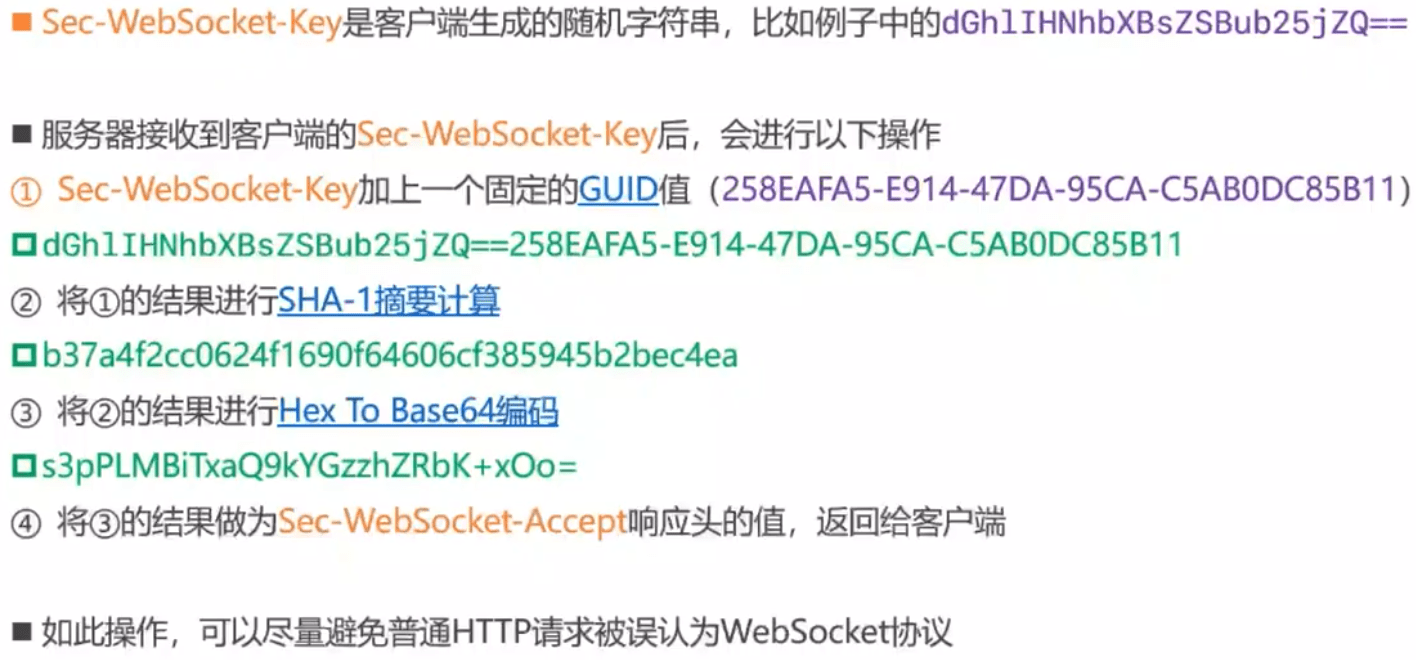 ■ Sec-WebSocket-Key是客户端生成的随机字符串，比如例子中的dGhlIHNhbXBsZSBub25jZQ==
■ 服务器接收到客户端的Sec-WebSocket-Key后，会进行以下操作
① Sec-WebSocket-Key加上一个固定的GUID值（258EAFA5-E914-47DA-95CA-C5AB0DC85B11）
dGhlIHNhbXBsZSBub25jZQ==258EAFA5-E914-47DA-95CA-C5AB0DC85B11
② 将①的结果进行SHA-1摘要计算
b37a4f2cc0624f1690f64606cf385945b2bec4ea
③ 将②的结果进行Hex To Base64编码
s3pPLMBiTxaQ9kYGzzhZRbK+xOo=
④ 将③的结果做为Sec-WebSocket-Accept响应头的值，返回给客户端
■ 如此操作，可以尽量避免普通HTTP请求被误认为WebSocket协议